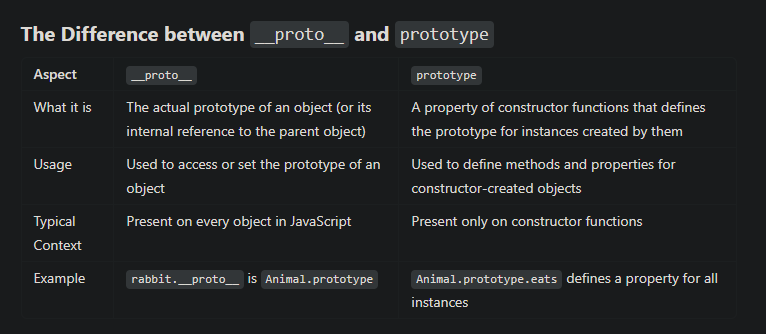 The Difference between __proto__ and prototype
Aspect __proto__ prototype
What it is The actual prototype of an object (or its A property of constructor functions that defines
internal reference to the parent object) the prototype for instances created by them
Usage Used to access or set the prototype of an Used to define methods and properties for
object constructor-created objects
Typical Present on every object in JavaScript Present only on constructor functions
Context
Example rabbit.__proto__ is Animal.prototype Animal.prototype.eats defines a property for all
instances